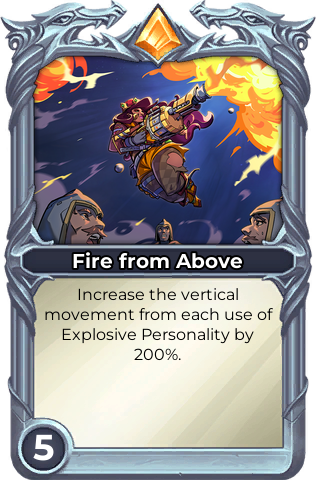 Fire from Above
Increase the vertical
movement from each use of
Explosive Personality by
200%.
5